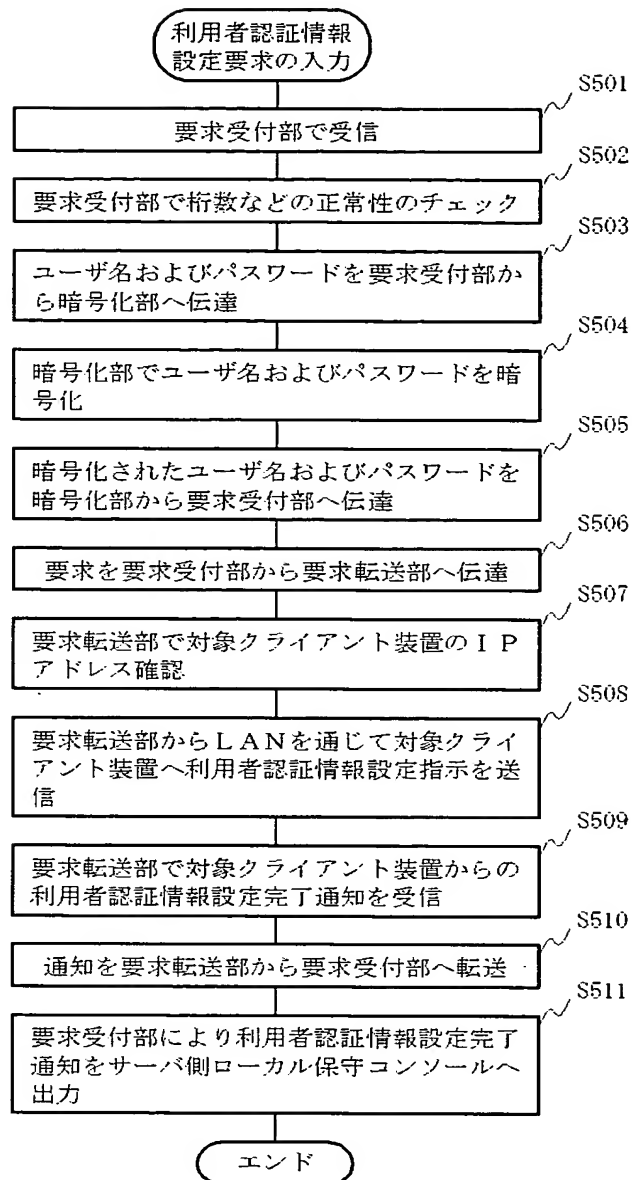 利用者認証情報
設定要求の入力
S501
要求受付部で受信
S502
要求受付部で桁数などの正常性のチェック
S503
ユーザ名およびパスワードを要求受付部か
ら暗号化部へ伝達
S504
暗号化部でユーザ名およびパスワードを暗
号化
S505
暗号化されたユーザ名およびパスワードを
暗号化部から要求受付部へ伝達
S506
要求を要求受付部から要求転送部へ伝達
S507
要求転送部で対象クライアント装置のIP
アドレス確認
S508
要求転送部からLANを通じて対象クライ
アント装置へ利用者認証情報設定指示を送
信
S509
要求転送部で対象クライアント装置からの
利用者認証情報設定完了通知を受信
S510
通知を要求転送部から要求受付部へ転送
S511
要求受付部により利用者認証情報設定完了
通知をサーバ側ローカル保守コンソールへ
出力
エンド